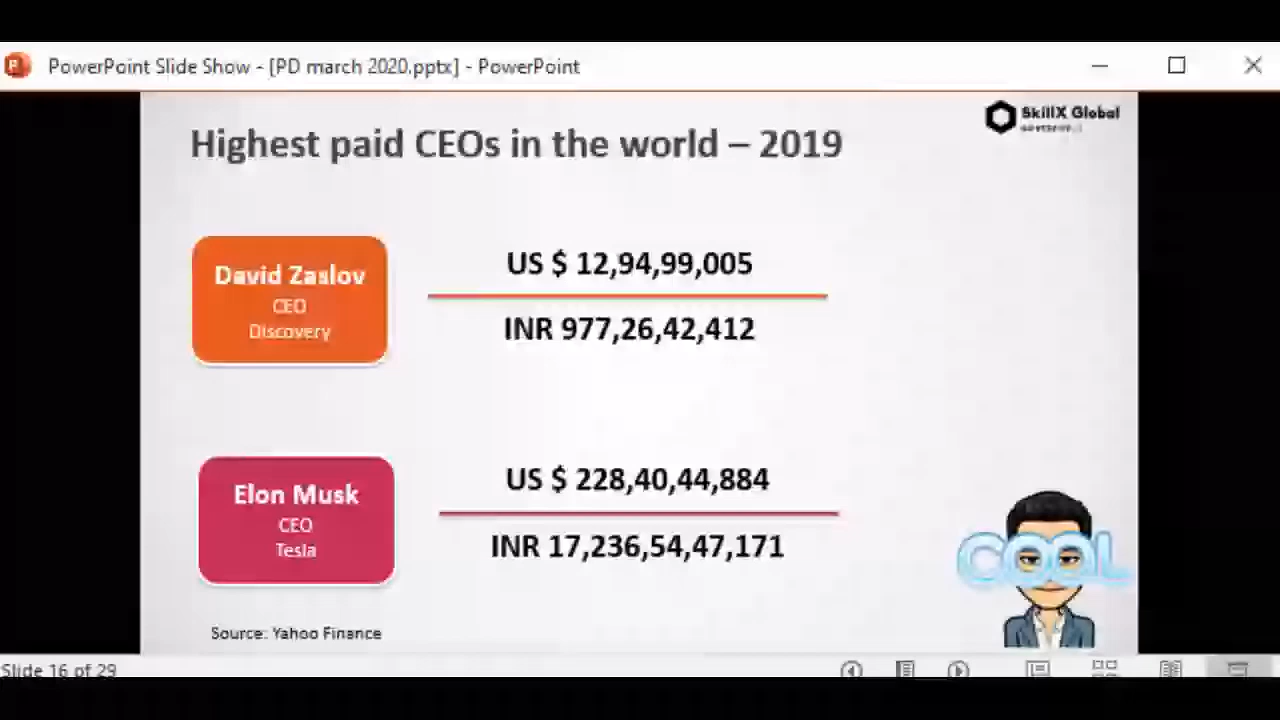 PowerPoint Slide Show - [PD march 2020.pptx] - PowerPoint
SkillX Global
Highest paid CEOs in the world – 2019
David Zaslov
CEO
Discovery
US $ 12,94,99,005
INR 977,26,42,412
Elon Musk
CEO
Tesla
US $ 228,40,44,884
INR 17,236,54,47,171
COOL
Source: Yahoo Finance
Slide 16 of 29